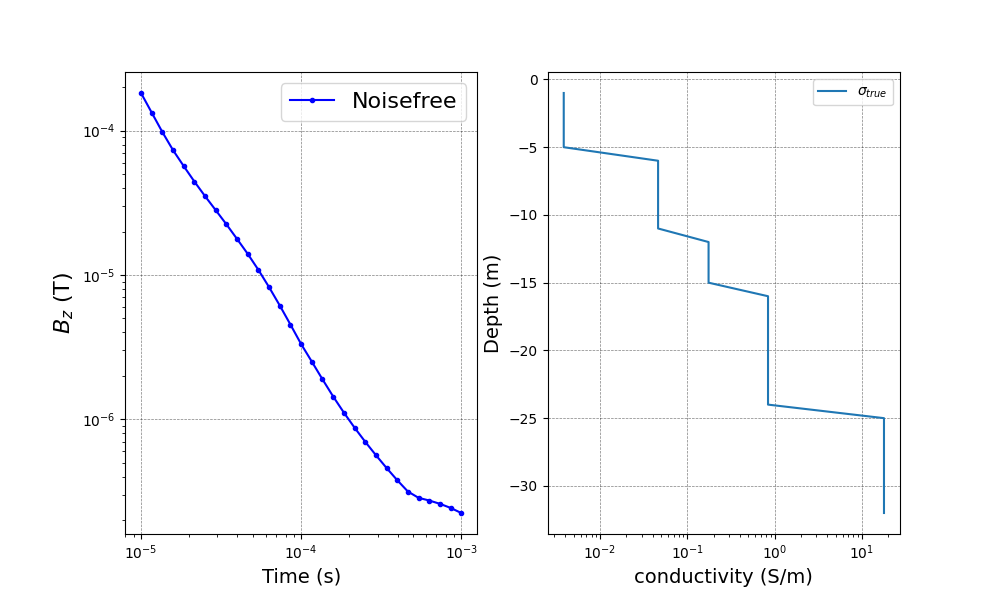 Noisefree
10⁻⁴
10⁻⁵
10⁻⁶
B_z (T)
10⁻⁵
10⁻⁴
10⁻³
Time (s)
σ_true
0
−5
−10
−15
−20
−25
−30
Depth (m)
10⁻²
10⁻¹
10⁰
10¹
conductivity (S/m)